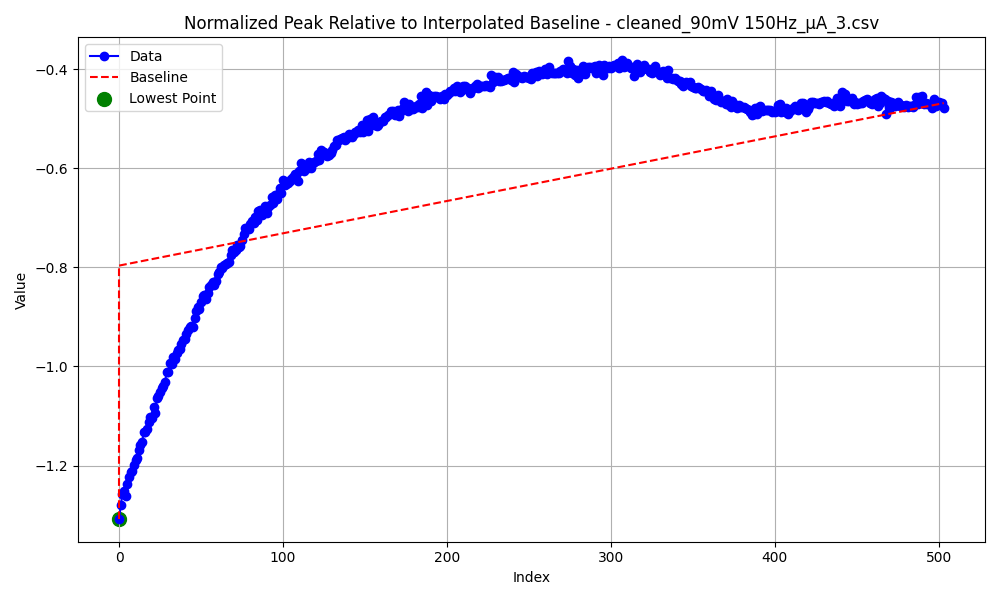 Normalized Peak Relative to Interpolated Baseline - cleaned_90mV 150Hz_μA_3.csv
Data
Baseline
Lowest Point
−0.4
−0.6
−0.8
−1.0
−1.2
Value
0
100
200
300
400
500
Index